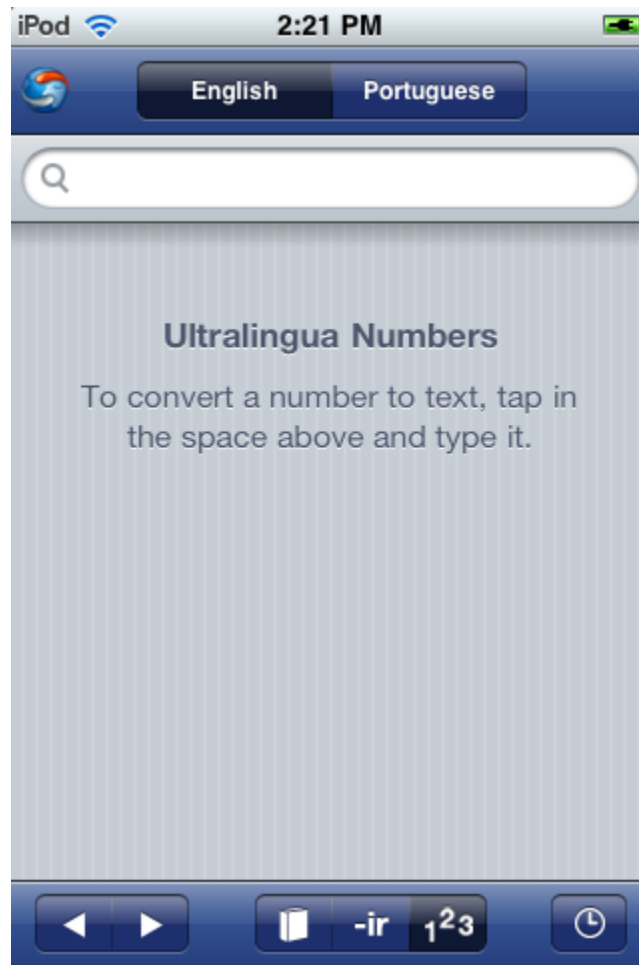 iPod 2:21 PM
English Portuguese
Ultralingua Numbers
To convert a number to text, tap in
the space above and type it.
-ir 123